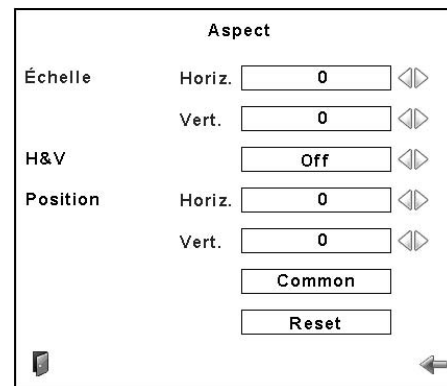 Aspect
Échelle Horiz. 0
Vert. 0
H&V Off
Position Horiz. 0
Vert. 0
Common
Reset